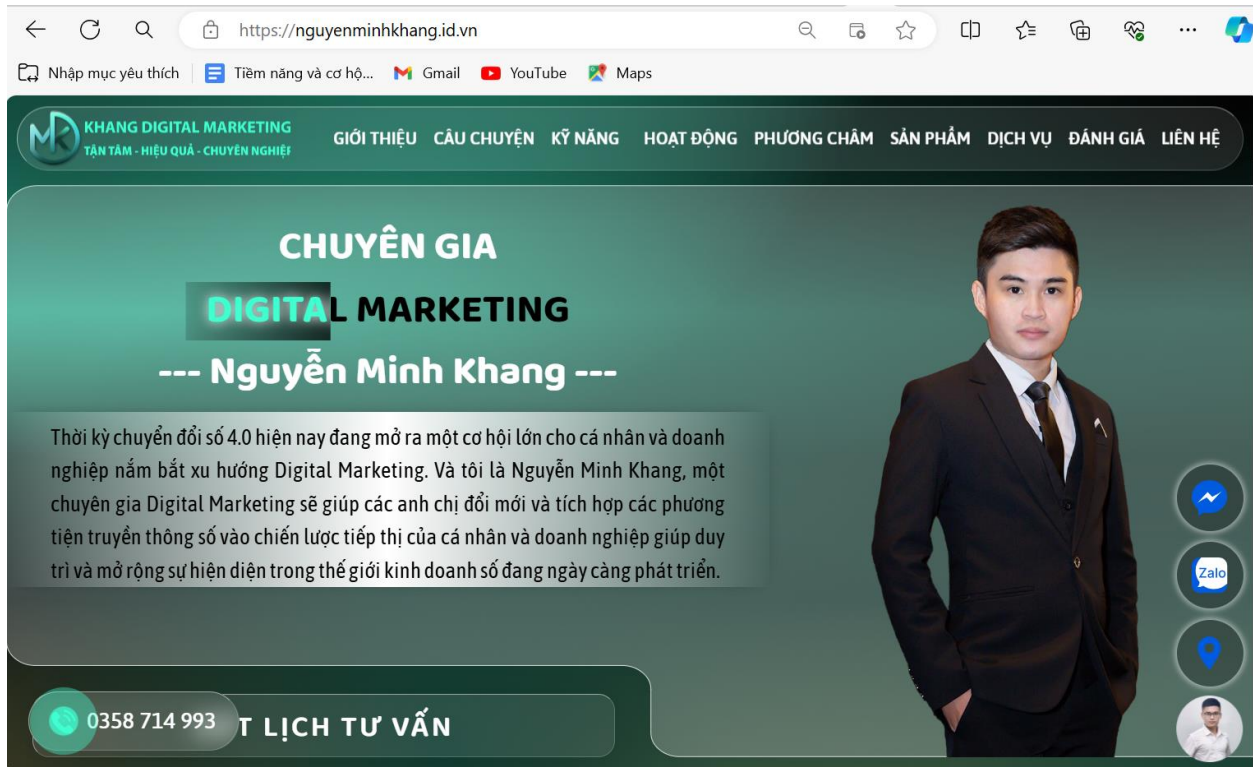 https://nguyenminhkhang.id.vn
Nhập mục yêu thích Tiềm năng và cơ hộ... Gmail YouTube Maps
KHANG DIGITAL MARKETING
TẬN TÂM - HIỆU QUẢ - CHUYÊN NGHIỆP
GIỚI THIỆU CÂU CHUYỆN KỸ NĂNG HOẠT ĐỘNG PHƯƠNG CHÂM SẢN PHẨM DỊCH VỤ ĐÁNH GIÁ LIÊN HỆ
CHUYÊN GIA
DIGITAL MARKETING
--- Nguyễn Minh Khang ---
Thời kỳ chuyển đổi số 4.0 hiện nay đang mở ra một cơ hội lớn cho cá nhân và doanh
nghiệp nắm bắt xu hướng Digital Marketing. Và tôi là Nguyễn Minh Khang, một
chuyên gia Digital Marketing sẽ giúp các anh chị đổi mới và tích hợp các phương
tiện truyền thông số vào chiến lược tiếp thị của cá nhân và doanh nghiệp giúp duy
trì và mở rộng sự hiện diện trong thế giới kinh doanh số đang ngày càng phát triển.
Zalo
0358 714 993
T LỊCH TƯ VẤN